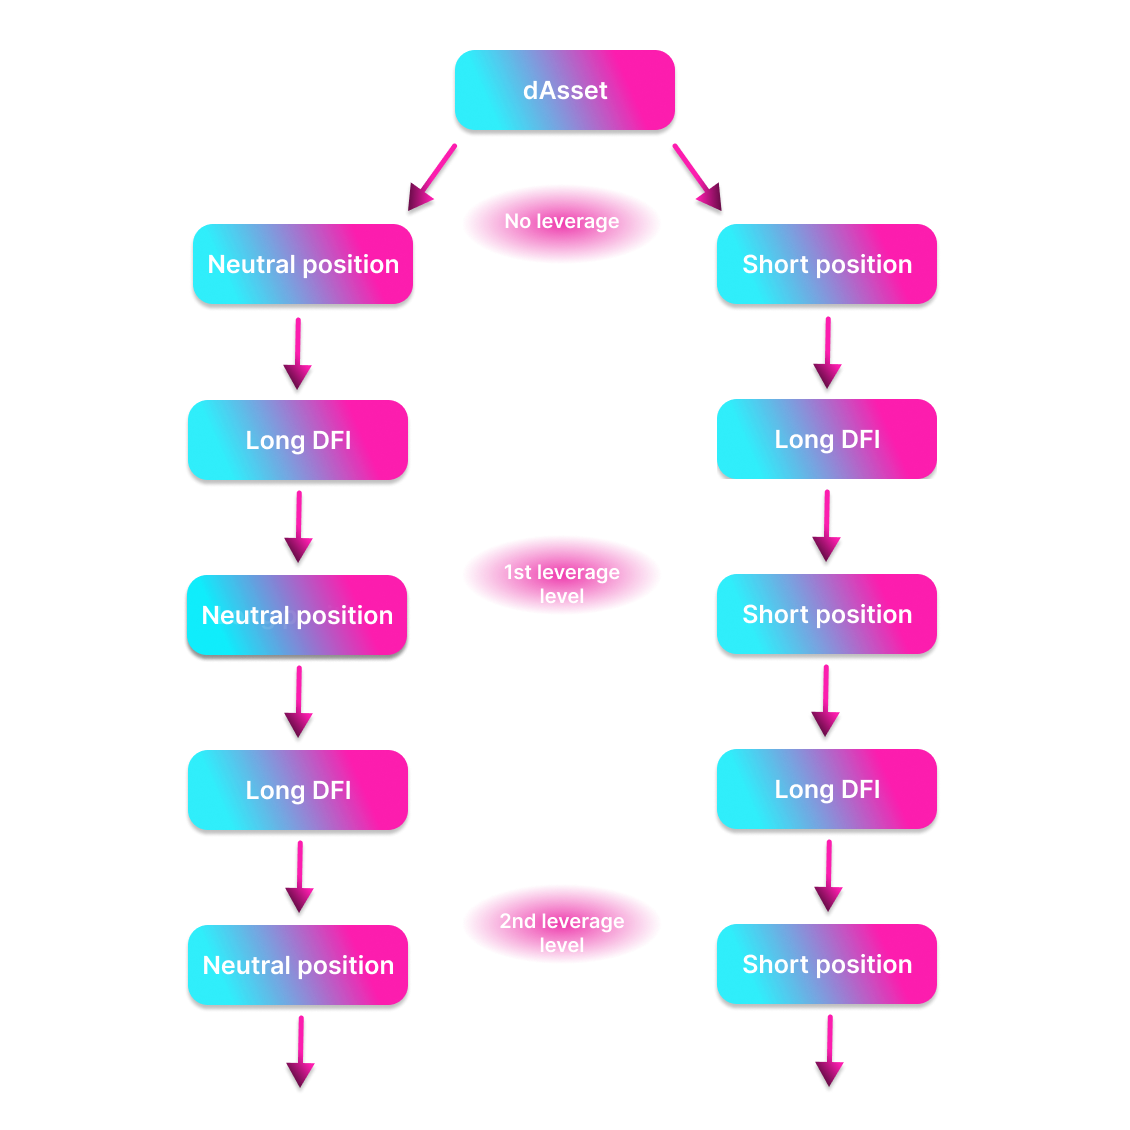 dAsset
No leverage
Neutral position
Short position
Long DFI
Long DFI
1st leverage
level
Neutral position
Short position
Long DFI
Long DFI
2nd leverage
level
Neutral position
Short position